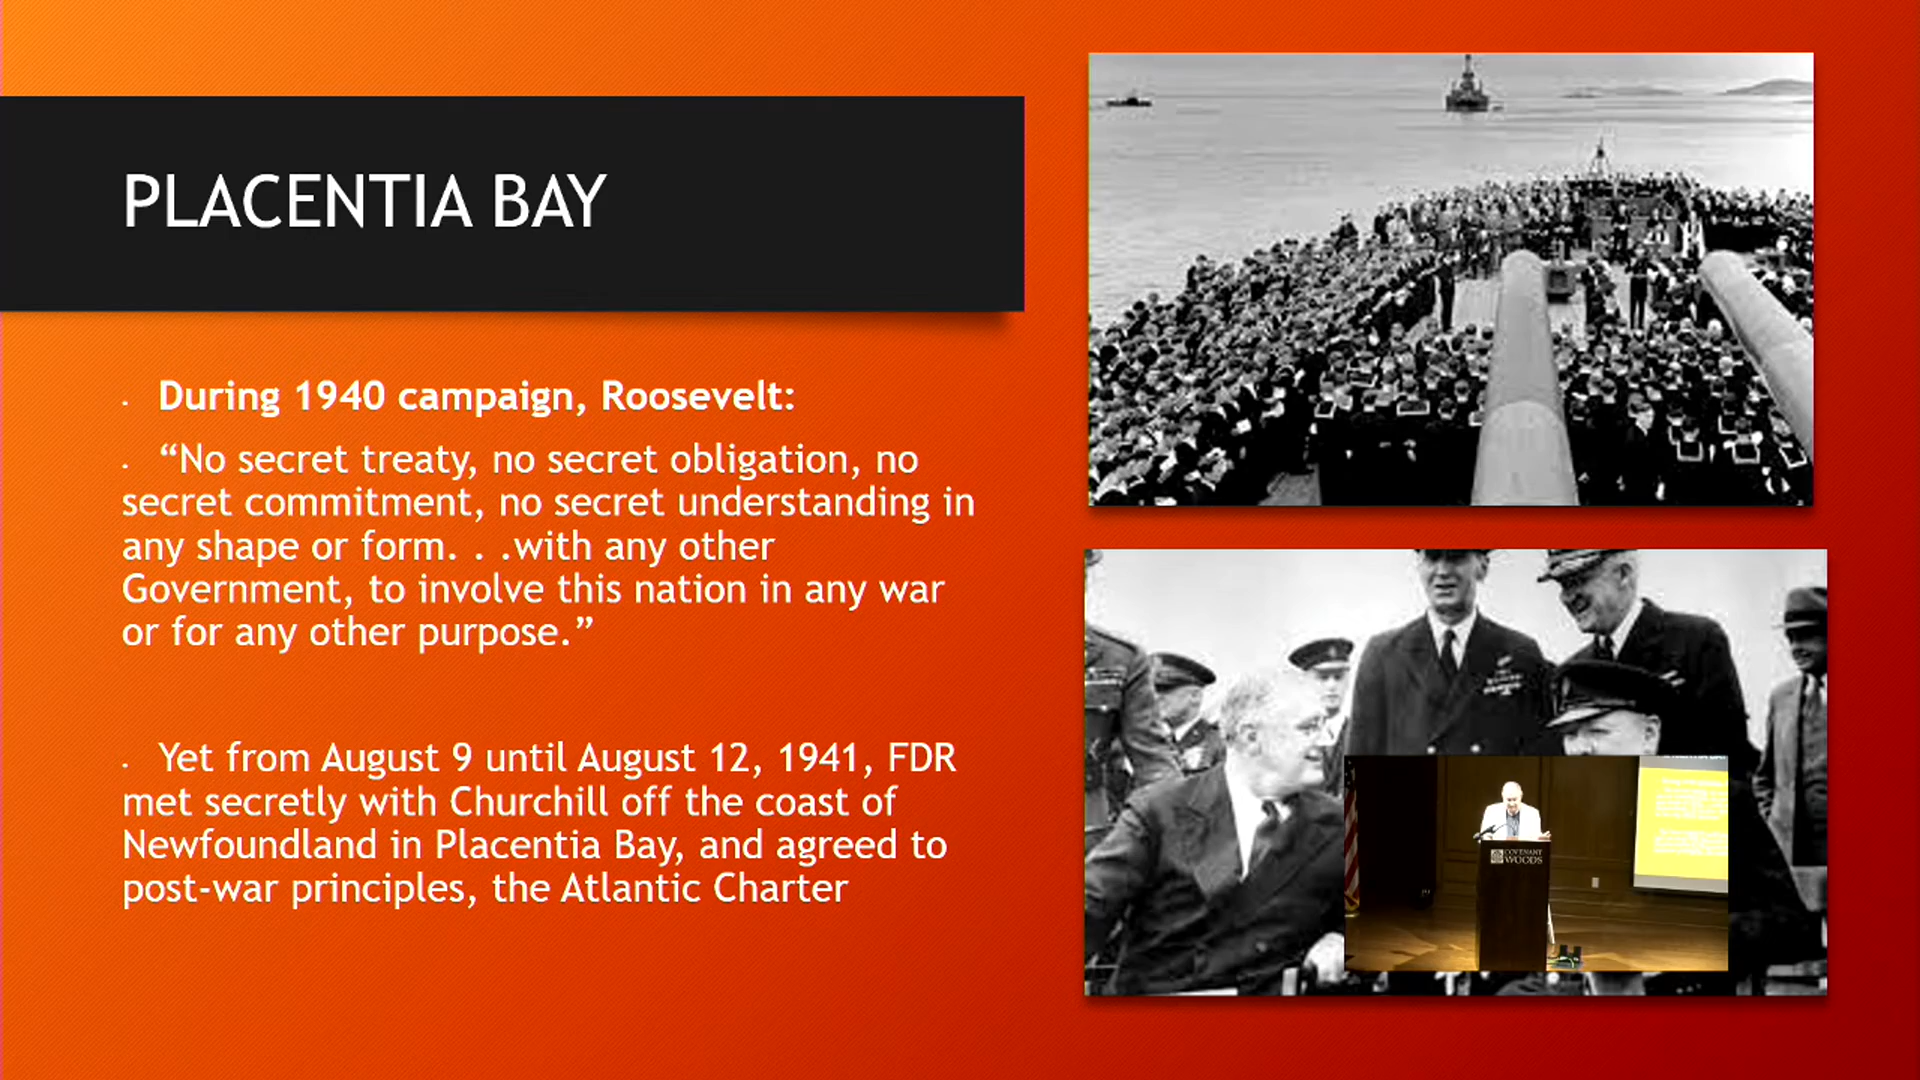 PLACENTIA BAY
. During 1940 campaign, Roosevelt:
. “No secret treaty, no secret obligation, no
secret commitment, no secret understanding in
any shape or form. . .with any other
Government, to involve this nation in any war
or for any other purpose.”
. Yet from August 9 until August 12, 1941, FDR
met secretly with Churchill off the coast of
Newfoundland in Placentia Bay, and agreed to
post-war principles, the Atlantic Charter
COVENANT
WOODS